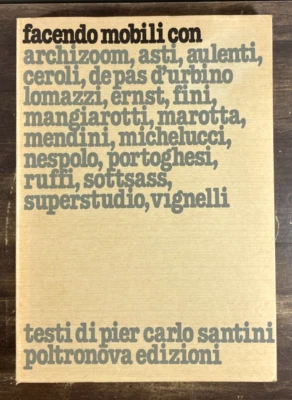 facendo mobili con
archizoom, asti, aulenti,
ceroli, de pas d'urbino
lomazzi, ernst, fini,
mangiarotti, marotta,
mendini, michelucci,
nespolo, portoghesi,
ruffi, sottsass,
superstudio, vignelli
testi di pier carlo santini
poltronova edizioni